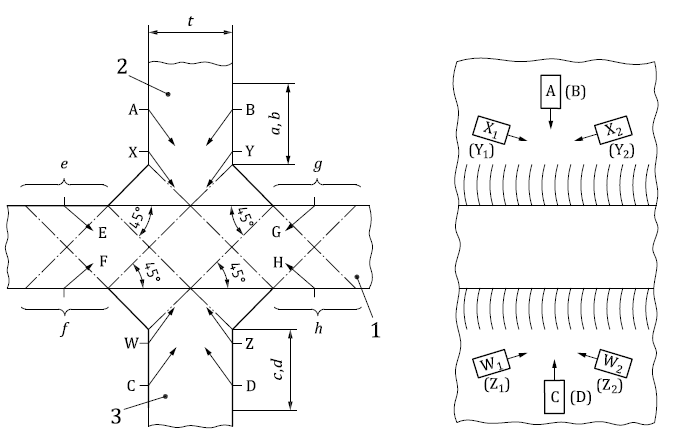 t
2
A
B
A (B)
a, b
X
Y
X1
X2
(Y1)
(Y2)
e
g
45°
45°
E
G
F
45°
45°
H
f
h
1
W
Z
W1
W2
(Z1)
(Z2)
c,d
C
D
C (D)
3